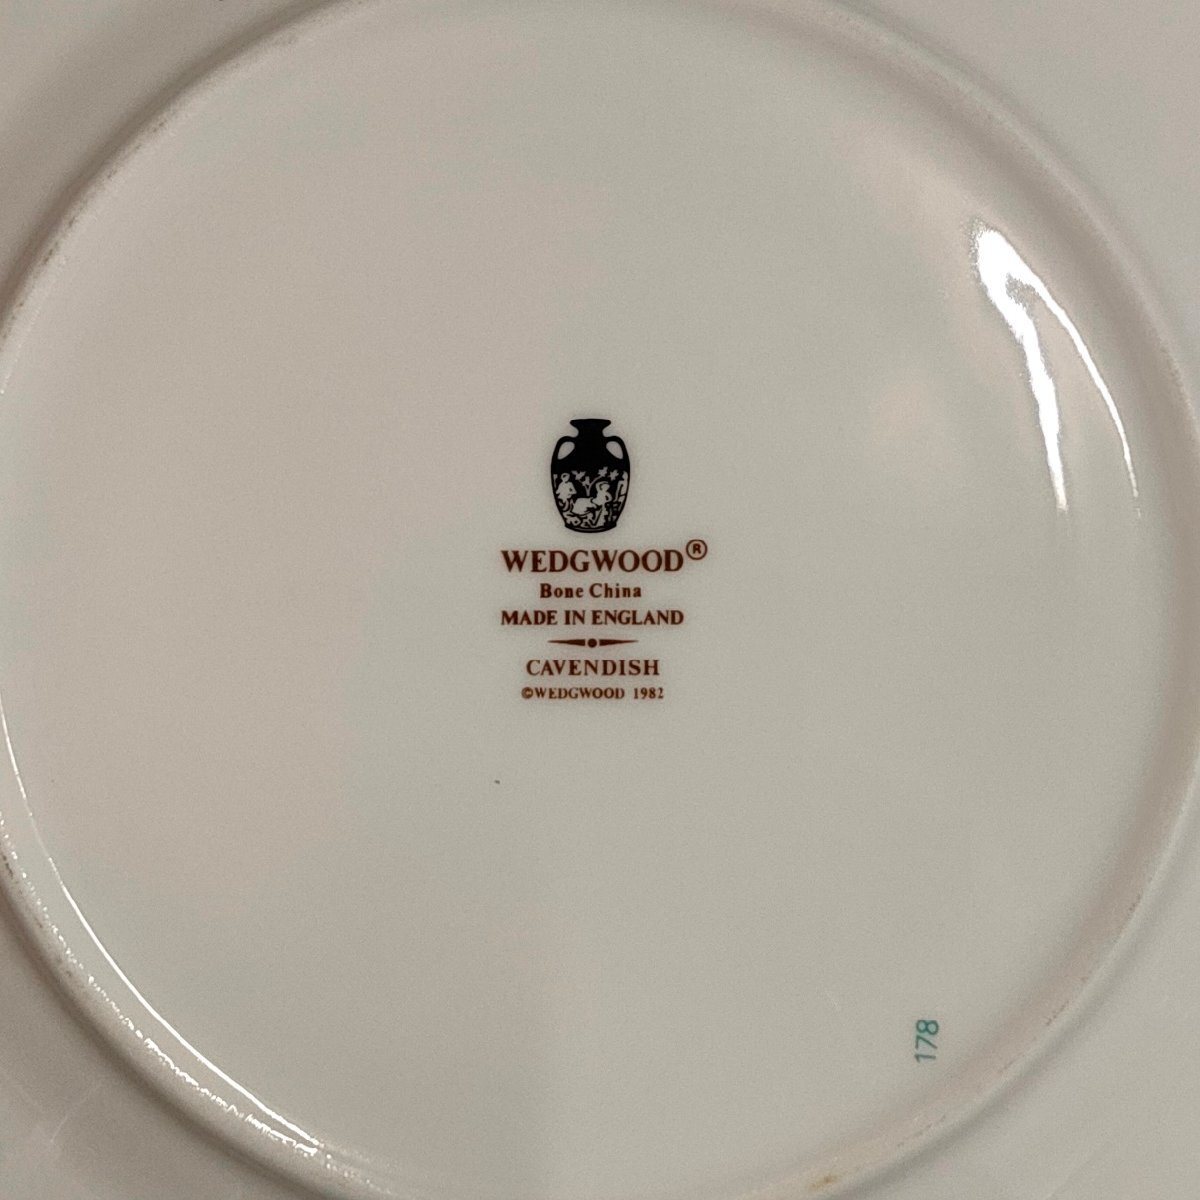 WEDGWOOD®
Bone China
MADE IN ENGLAND
CAVENDISH
©WEDGWOOD 1982
178